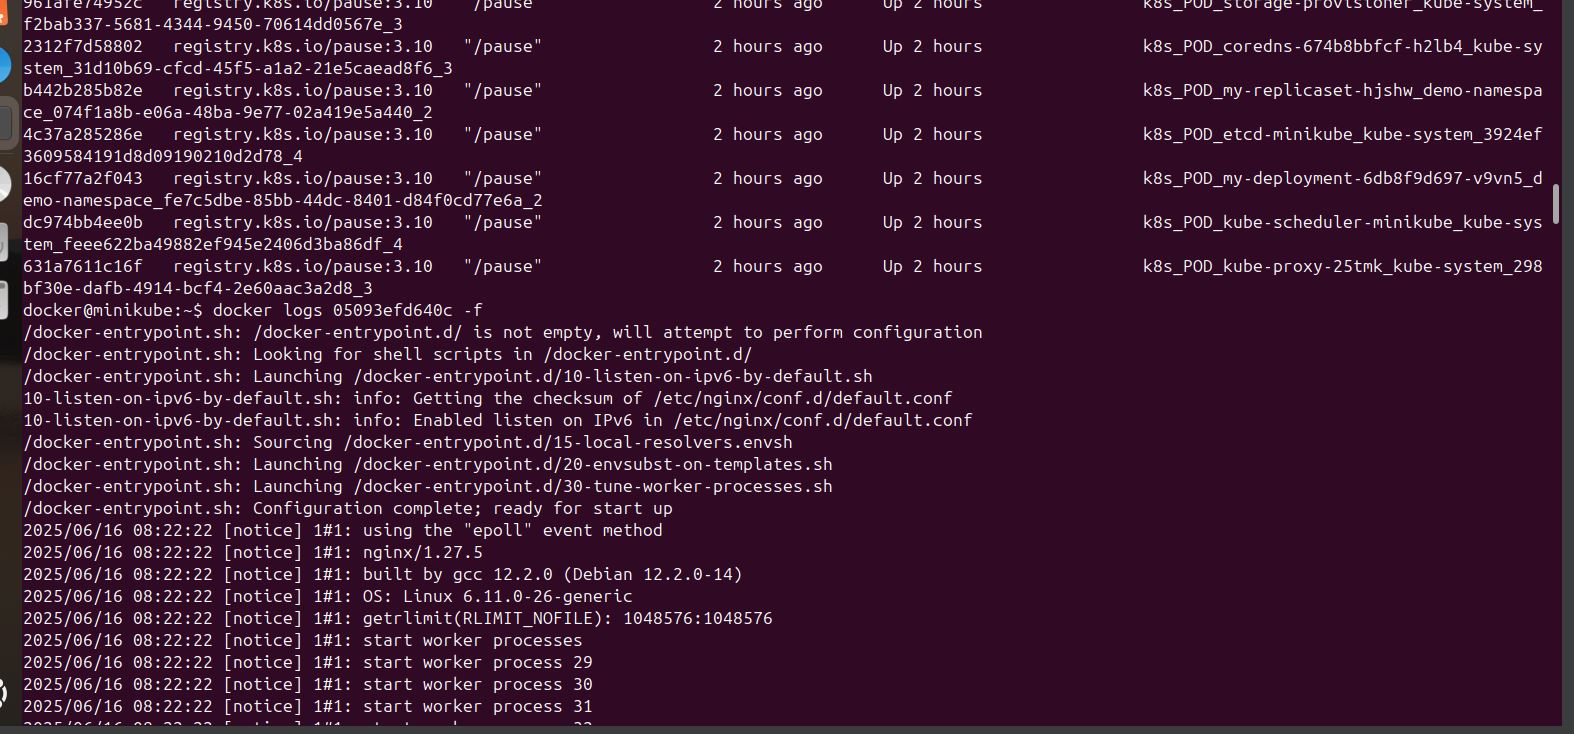 961afe74952c   registry.k8s.io/pause:3.10   "/pause"                 2 hours ago      Up 2 hours                k8s_POD_storage-provisioner_kube-system_
f2bab337-5681-4344-9450-70614dd0567e_3
2312f7d58802   registry.k8s.io/pause:3.10   "/pause"                 2 hours ago      Up 2 hours                k8s_POD_coredns-674b8bbfcf-h2lb4_kube-sy
stem_31d10b69-cfcd-45f5-a1a2-21e5caead8f6_3
b442b285b82e   registry.k8s.io/pause:3.10   "/pause"                 2 hours ago      Up 2 hours                k8s_POD_my-replicaset-hjshw_demo-namespa
ce_074f1a8b-e06a-48ba-9e77-02a419e5a440_2
4c37a285286e   registry.k8s.io/pause:3.10   "/pause"                 2 hours ago      Up 2 hours                k8s_POD_etcd-minikube_kube-system_3924ef
3609584191d8d09190210d2d78_4
16cf77a2f043   registry.k8s.io/pause:3.10   "/pause"                 2 hours ago      Up 2 hours                k8s_POD_my-deployment-6db8f9d697-v9vn5_d
emo-namespace_fe7c5dbe-85bb-44dc-8401-d84f0cd77e6a_2
dc974bb4ee0b   registry.k8s.io/pause:3.10   "/pause"                 2 hours ago      Up 2 hours                k8s_POD_kube-scheduler-minikube_kube-sys
tem_feee622ba49882ef945e2406d3ba86df_4
631a7611c16f   registry.k8s.io/pause:3.10   "/pause"                 2 hours ago      Up 2 hours                k8s_POD_kube-proxy-25tmk_kube-system_298
bf30e-dafb-4914-bcf4-2e60aac3a2d8_3
docker@minikube:~$ docker logs 05093efd640c -f
/docker-entrypoint.sh: /docker-entrypoint.d/ is not empty, will attempt to perform configuration
/docker-entrypoint.sh: Looking for shell scripts in /docker-entrypoint.d/
/docker-entrypoint.sh: Launching /docker-entrypoint.d/10-listen-on-ipv6-by-default.sh
10-listen-on-ipv6-by-default.sh: info: Getting the checksum of /etc/nginx/conf.d/default.conf
10-listen-on-ipv6-by-default.sh: info: Enabled listen on IPv6 in /etc/nginx/conf.d/default.conf
/docker-entrypoint.sh: Sourcing /docker-entrypoint.d/15-local-resolvers.envsh
/docker-entrypoint.sh: Launching /docker-entrypoint.d/20-envsubst-on-templates.sh
/docker-entrypoint.sh: Launching /docker-entrypoint.d/30-tune-worker-processes.sh
/docker-entrypoint.sh: Configuration complete; ready for start up
2025/06/16 08:22:22 [notice] 1#1: using the "epoll" event method
2025/06/16 08:22:22 [notice] 1#1: nginx/1.27.5
2025/06/16 08:22:22 [notice] 1#1: built by gcc 12.2.0 (Debian 12.2.0-14)
2025/06/16 08:22:22 [notice] 1#1: OS: Linux 6.11.0-26-generic
2025/06/16 08:22:22 [notice] 1#1: getrlimit(RLIMIT_NOFILE): 1048576:1048576
2025/06/16 08:22:22 [notice] 1#1: start worker processes
2025/06/16 08:22:22 [notice] 1#1: start worker process 29
2025/06/16 08:22:22 [notice] 1#1: start worker process 30
2025/06/16 08:22:22 [notice] 1#1: start worker process 31